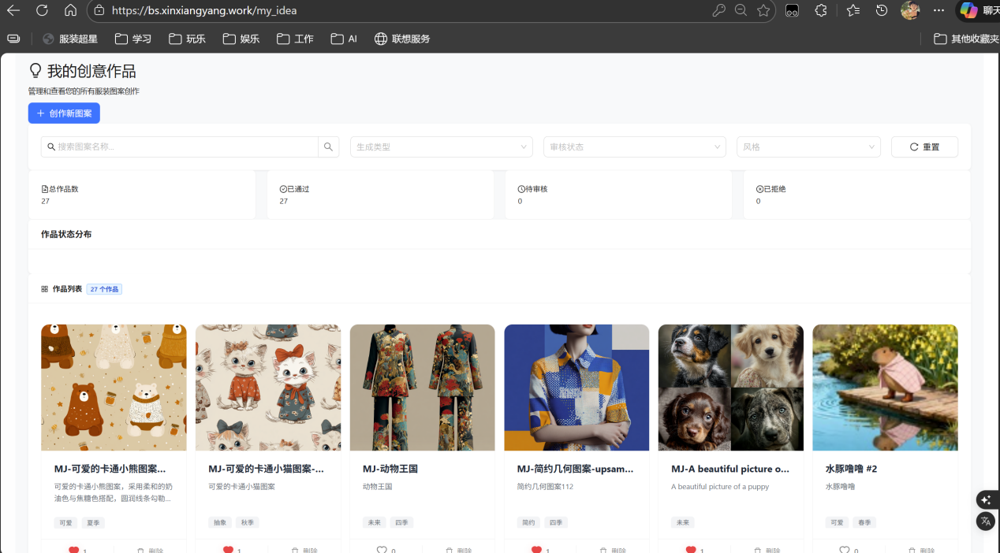 https://bs.xinxiangyang.work/my_idea
聊天
服装超星
学习
玩乐
娱乐
工作
AI
联想服务
其他收藏夹
我的创意作品
管理和查看您的所有服装图案创作
创作新图案
搜索图案名称...
生成类型
审核状态
风格
重置
总作品数
27
已通过
27
待审核
0
已拒绝
0
作品状态分布
作品列表 27 个作品
MJ-可爱的卡通小熊图案...
可爱的卡通小熊图案，采用柔和的奶
油色与焦糖色搭配，圆润线条勾勒...
可爱 夏季
1 删除
MJ-可爱的卡通小猫图案-...
可爱的卡通小猫图案
抽象 秋季
1 删除
MJ-动物王国
动物王国
未来 四季
0 删除
MJ-简约几何图案-upsam...
简约几何图案112
简约 四季
1 删除
MJ-A beautiful picture o...
A beautiful picture of a puppy
未来
1 删除
水豚噜噜 #2
水豚噜噜
可爱 春季
0 删除